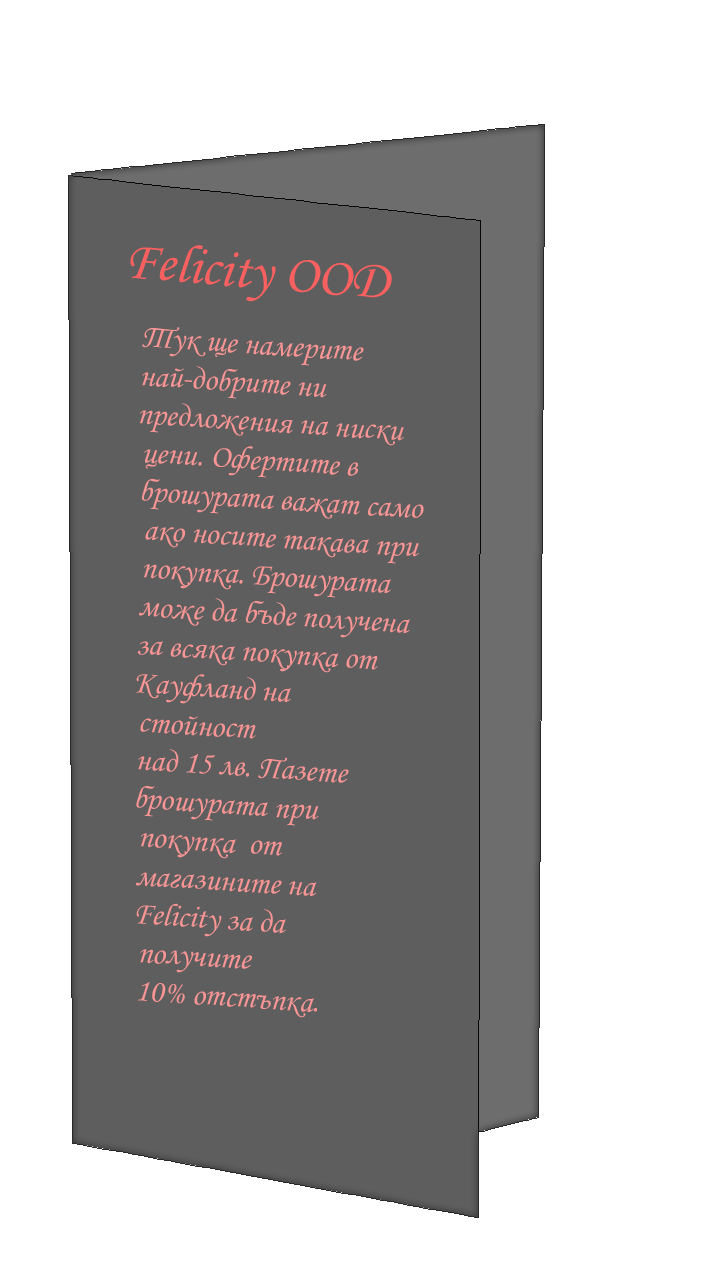 Felicity OOD
Тук ще намерите
най-добрите ни
предложения на ниски
цени. Офертите в
брошурата важат само
ако носите такава при
покупка. Брошурата
може да бъде получена
за всяка покупка от
Кауфланд на
стойност
над 15 лв. Пазете
брошурата при
покупка от
магазините на
Felicity за да
получите
10% отстъпка.